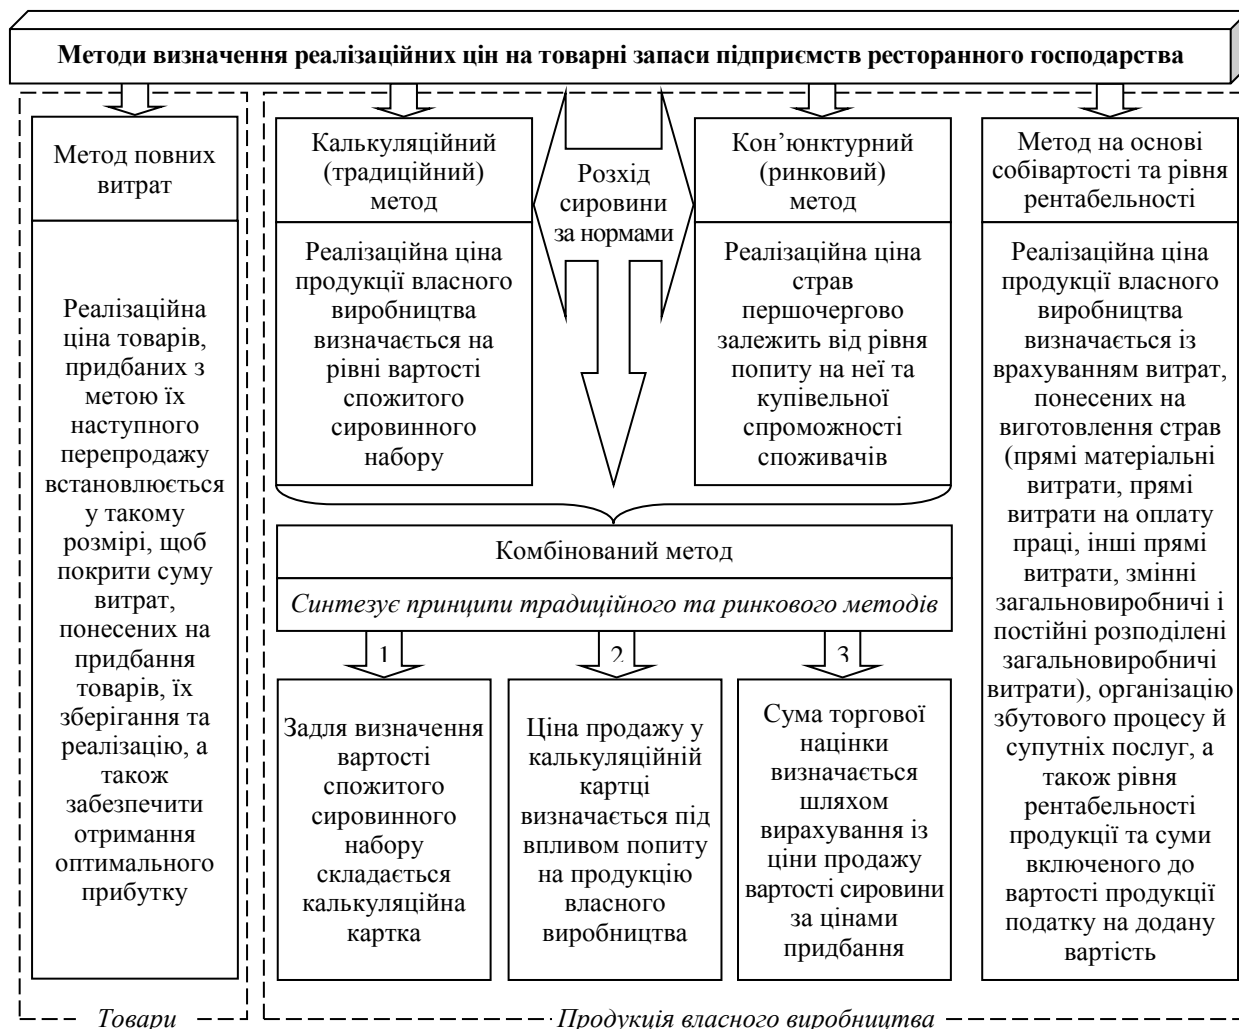 Методи визначення реалізаційних цін на товарні запаси підприємств ресторанного господарства
Метод повних
витрат
Реалізаційна
ціна товарів,
придбаних з
метою їх
наступного
перепродажу
встановлюється
у такому
розмірі, щоб
покрити суму
витрат,
понесених на
придбання
товарів, їх
зберігання та
реалізацію, а
також
забезпечити
отримання
оптимального
прибутку
Товари
Калькуляційний
(традиційний)
метод
Реалізаційна ціна
продукції власного
виробництва
визначається на
рівні вартості
спожитого
сировинного
набору
Розхід
сировини
за нормами
Кон’юнктурний
(ринковий)
метод
Реалізаційна ціна
страв
першочергово
залежить від рівня
попиту на неї та
купівельної
спроможності
споживачів
Комбінований метод
Синтезує принципи традиційного та ринкового методів
1
Задля визначення
вартості
спожитого
сировинного
набору
складається
калькуляційна
картка
2
Ціна продажу у
калькуляційній
картці
визначається під
впливом попиту
на продукцію
власного
виробництва
3
Сума торгової
націнки
визначається
шляхом
вирахування із
ціни продажу
вартості сировини
за цінами
придбання
Метод на основі
собівартості та рівня
рентабельності
Реалізаційна ціна
продукції власного
виробництва
визначається із
врахуванням витрат,
понесених на
виготовлення страв
(прямі матеріальні
витрати, прямі
витрати на оплату
праці, інші прямі
витрати, змінні
загальновиробничі і
постійні розподілені
загальновиробничі
витрати), організацію
збутового процесу й
супутніх послуг, а
також рівня
рентабельності
продукції та суми
включеного до
вартості продукції
податку на додану
вартість
Продукція власного виробництва